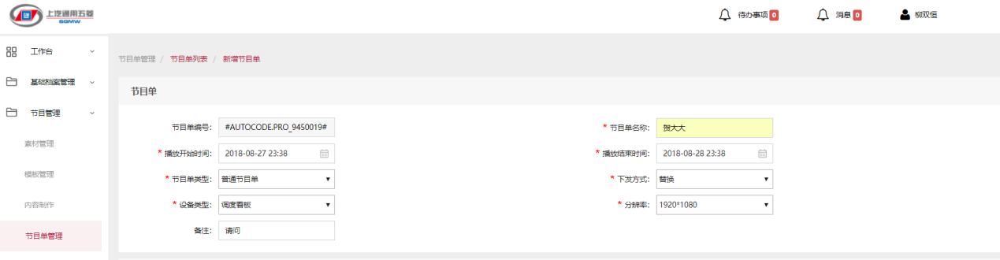 上汽通用五菱
SGMW
待办事项 0
消息 0
柳双恒
工作台
基础档案管理
节目管理
素材管理
模板管理
内容制作
节目单管理
节目单管理 / 节目单列表 / 新增节目单
节目单
节目单编号: #AUTOCODE.PRO_9450019#
* 节目单名称: 贺大大
* 播放开始时间: 2018-08-27 23:38
* 播放结束时间: 2018-08-28 23:38
* 节目单类型: 普通节目单
* 下发方式: 替换
* 设备类型: 调度看板
* 分辨率: 1920*1080
备注: 请问